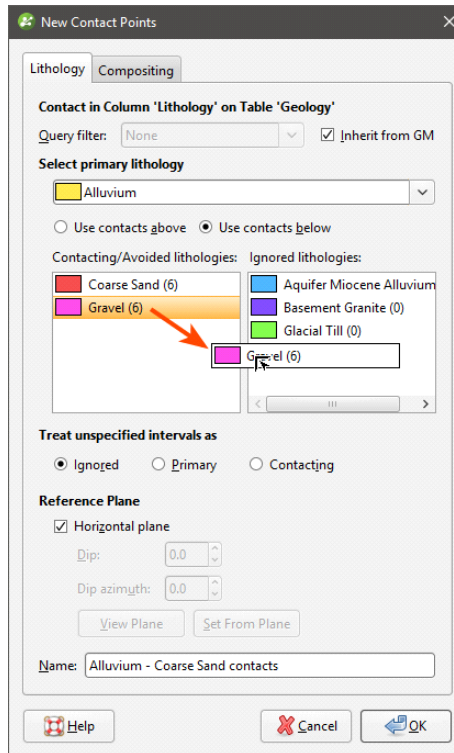 New Contact Points
Lithology Compositing
Contact in Column 'Lithology' on Table 'Geology'
Query filter: None Inherit from GM
Select primary lithology
Alluvium
Use contacts above Use contacts below
Contacting/Avoided lithologies: Ignored lithologies:
Coarse Sand (6) Aquifer Miocene Alluvium
Gravel (6) Basement Granite (0)
Glacial Till (0)
Gravel (6)
Treat unspecified intervals as
Ignored Primary Contacting
Reference Plane
Horizontal plane
Dip: 0.0
Dip azimuth: 0.0
View Plane Set From Plane
Name: Alluvium - Coarse Sand contacts
Help Cancel OK